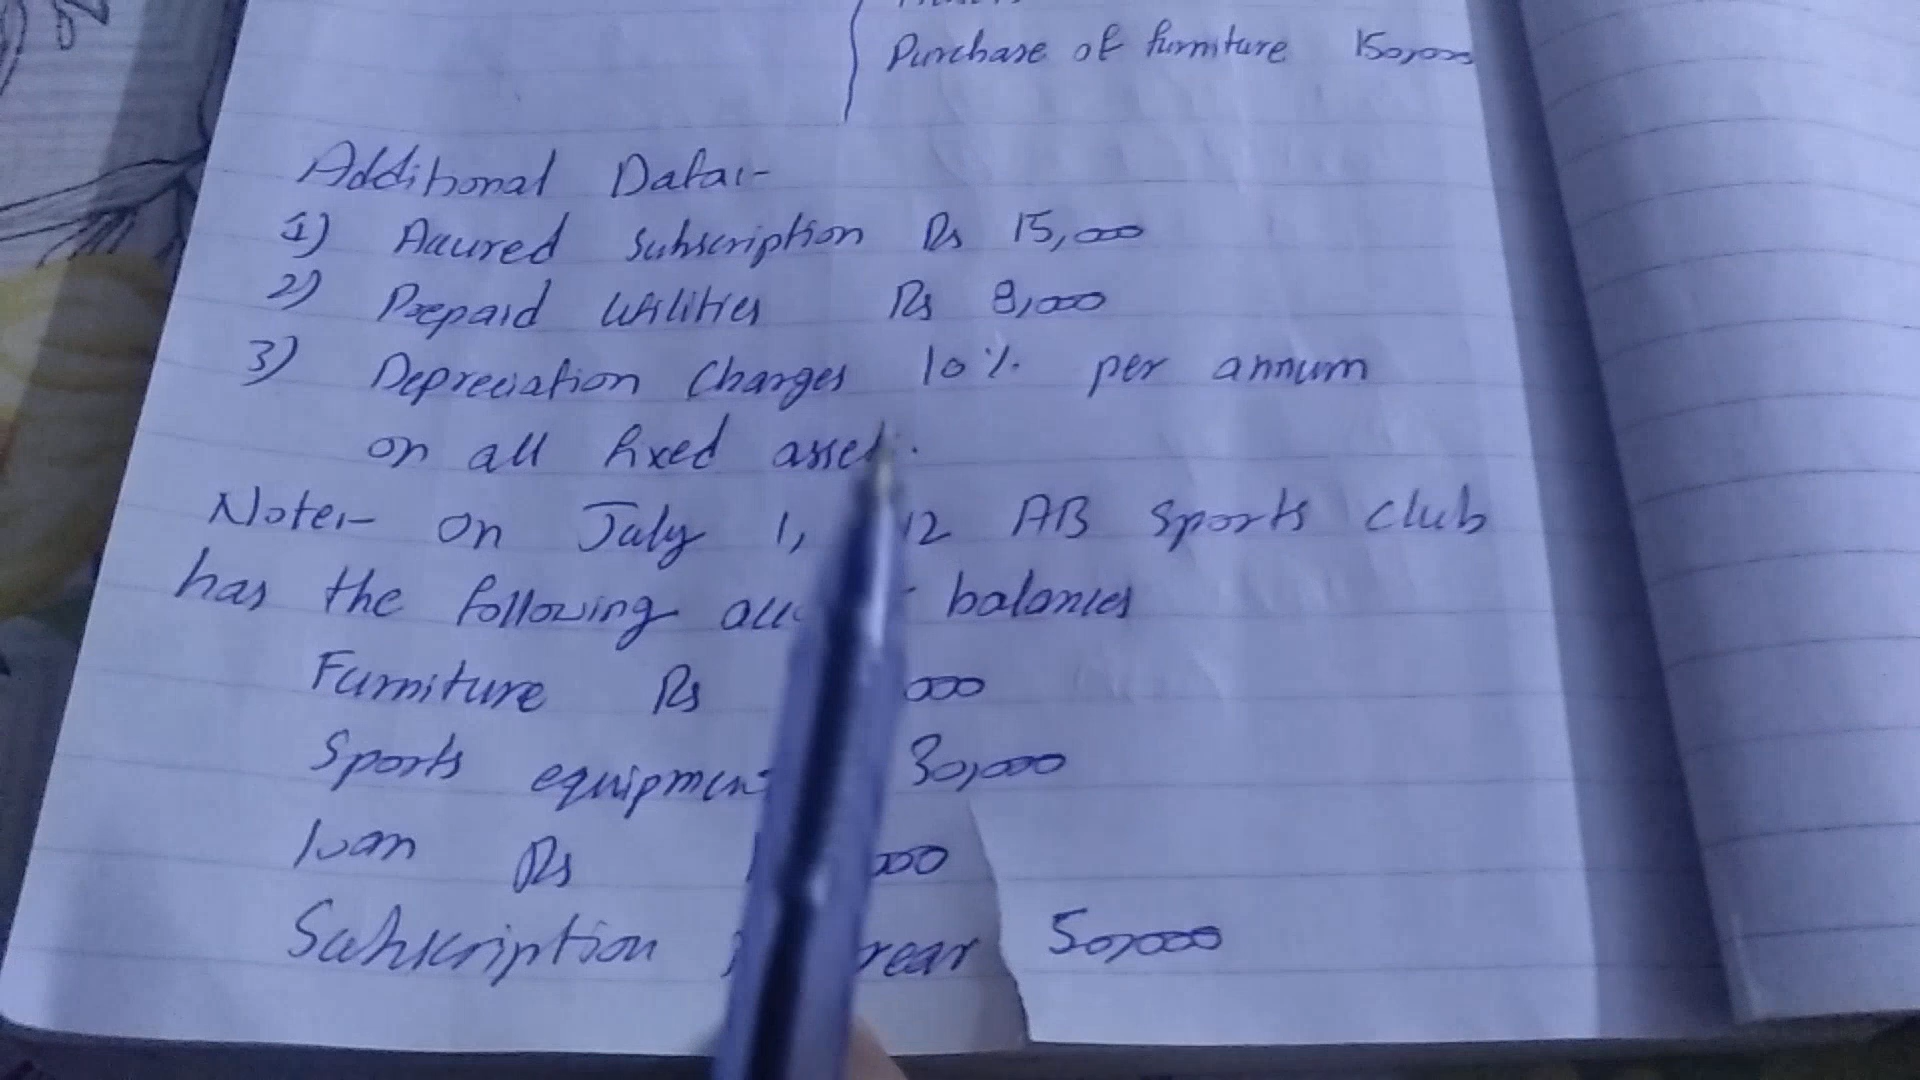 Purchase of furniture 150,000
Additional Data:-
1) Accured Subscription Rs 15,000
2) Prepaid Utilities Rs 8,000
3) Depreciation Charges 10% per annum
on all fixed asset.
Note:- On July 1, 12 AB Sports Club
has the following balances
Furniture Rs 000
Sports equipment 30,000
loan Rs 000
Subscription 50,000